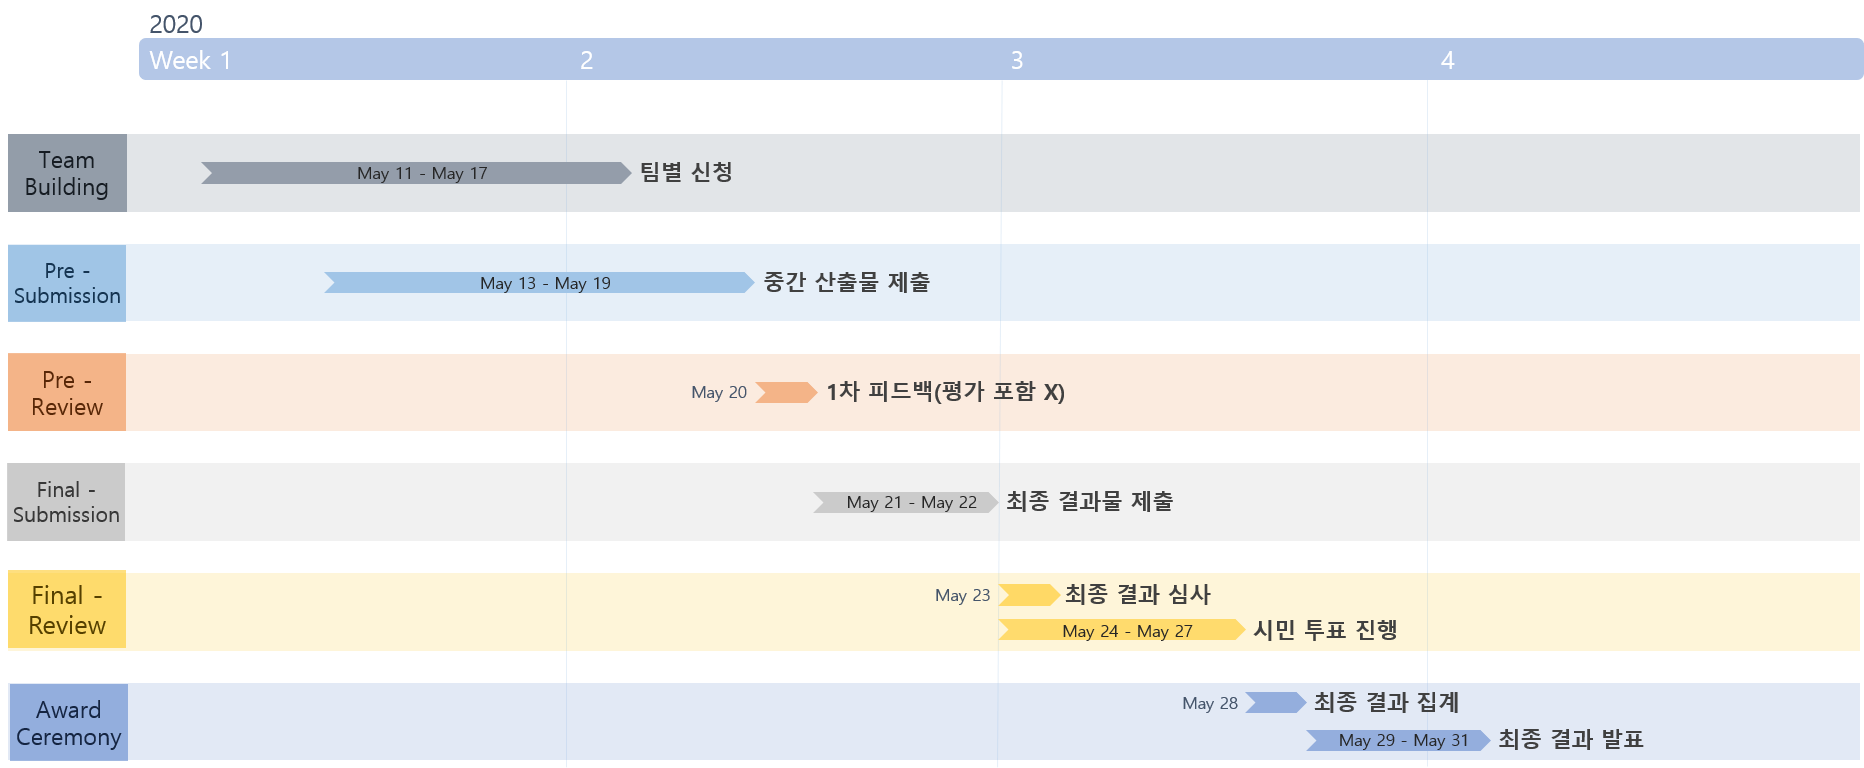 2020
Week 1
2
3
4
Team
Building
May 11 - May 17
팀별 신청
Pre -
Submission
May 13 - May 19
중간 산출물 제출
Pre -
Review
May 20
1차 피드백(평가 포함 X)
Final -
Submission
May 21 - May 22
최종 결과물 제출
Final -
Review
May 23
최종 결과 심사
May 24 - May 27
시민 투표 진행
Award
Ceremony
May 28
최종 결과 집계
May 29 - May 31
최종 결과 발표